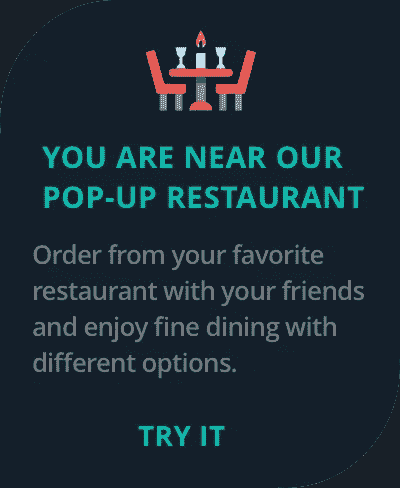 YOU ARE NEAR OUR
POP-UP RESTAURANT
Order from your favorite
restaurant with your friends
and enjoy fine dining with
different options.
TRY IT